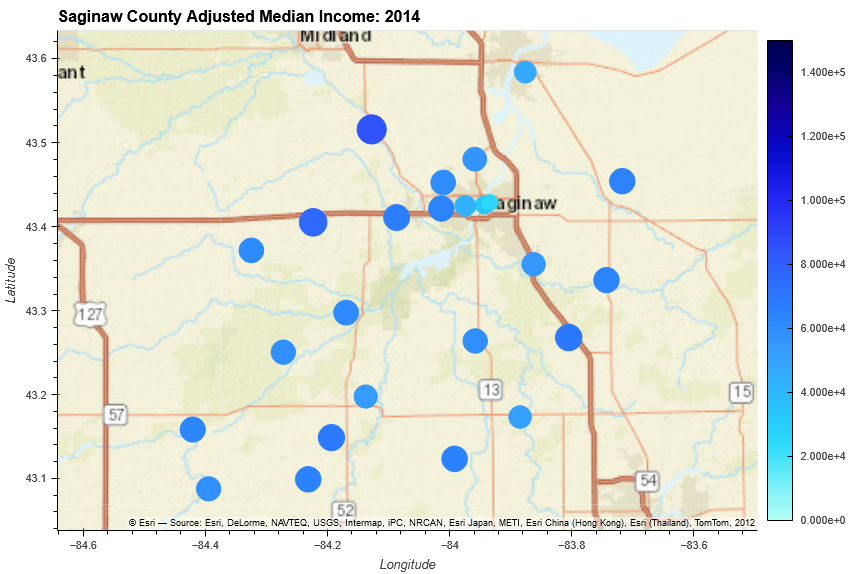 Saginaw County Adjusted Median Income: 2014
Midland
ant
aginaw
127
57
13
15
54
52
© Esri — Source: Esri, DeLorme, NAVTEQ, USGS, Intermap, iPC, NRCAN, Esri Japan, METI, Esri China (Hong Kong), Esri (Thailand), TomTom, 2012
43.6
43.5
43.4
43.3
43.2
43.1
Latitude
−84.6
−84.4
−84.2
−84
−83.8
−83.6
Longitude
1.400e+5
1.200e+5
1.000e+5
8.000e+4
6.000e+4
4.000e+4
2.000e+4
0.000e+0